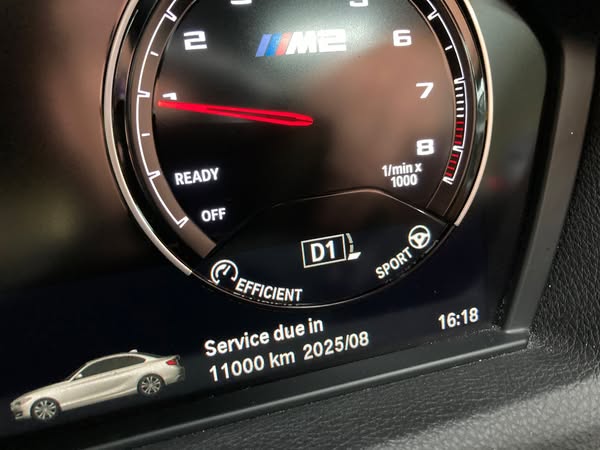 M2
2
1
6
7
8
READY
OFF
1/min x
1000
D1
EFFICIENT
SPORT
Service due in
11000 km 2025/08
16:18